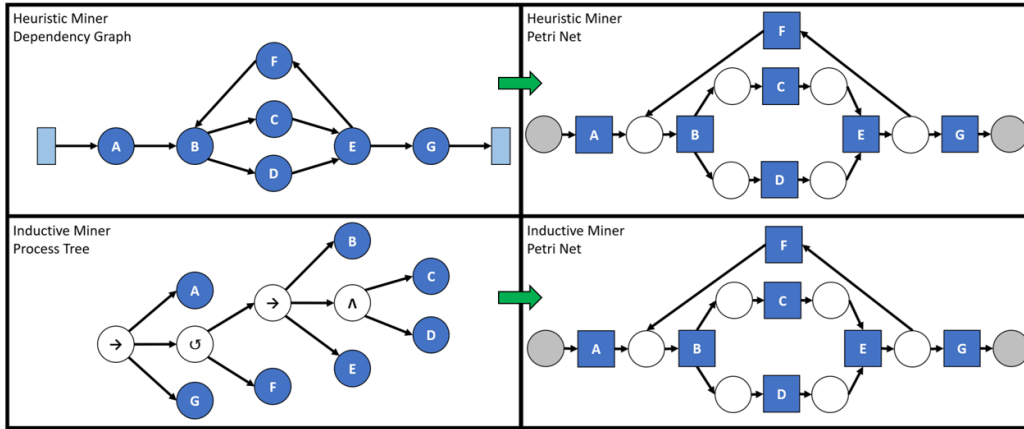 Heuristic Miner
Dependency Graph
F
C
A
B
E
G
D
Heuristic Miner
Petri Net
F
C
A
B
E
G
D
Inductive Miner
Process Tree
B
A
C
→
∧
→
↺
D
E
F
G
Inductive Miner
Petri Net
F
C
A
B
E
G
D